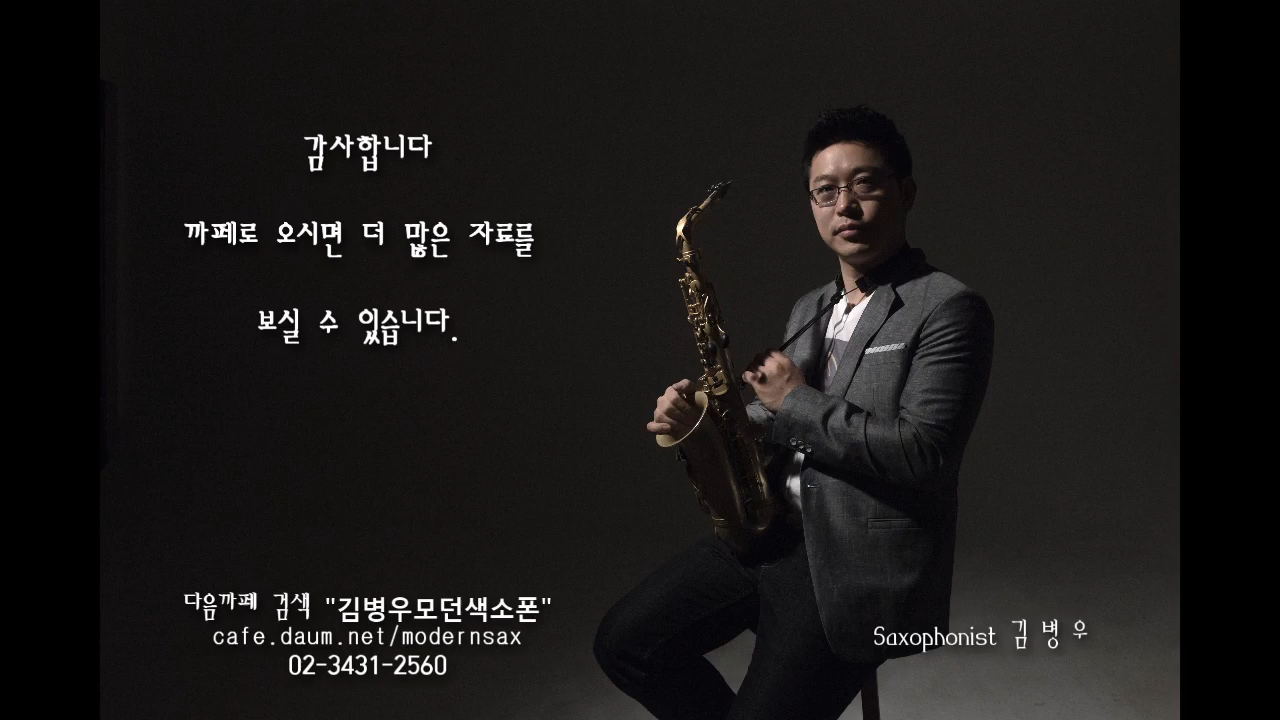 감사합니다
까페로 오시면 더 많은 자료를
보실 수 있습니다.
다음까페 검색 "김병우모던색소폰"
cafe.daum.net/modernsax
02-3431-2560
Saxophonist 김병우